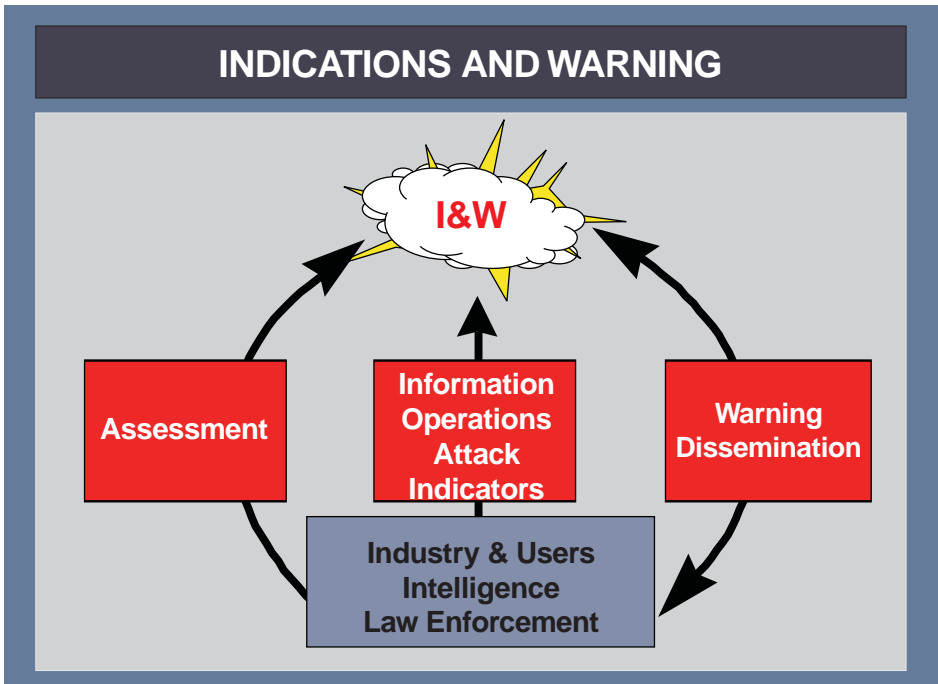 INDICATIONS AND WARNING
I&W
Assessment
Information
Operations
Attack
Indicators
Warning
Dissemination
Industry & Users
Intelligence
Law Enforcement